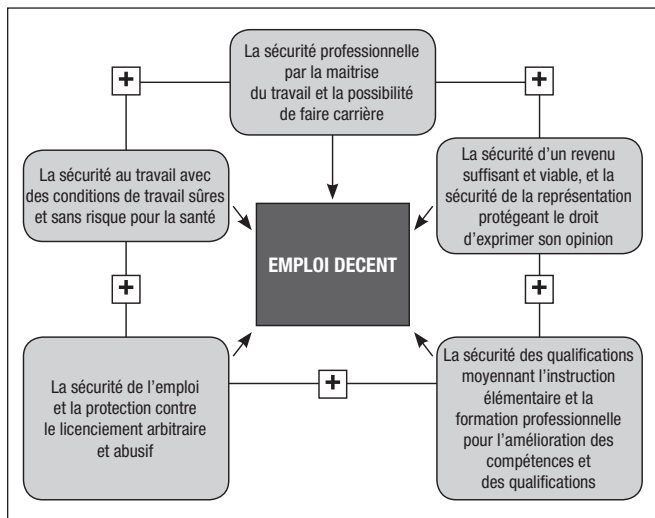 La sécurité professionnelle
par la maitrise
du travail et la possibilité
de faire carrière
+
+
La sécurité au travail avec
des conditions de travail sûres
et sans risque pour la santé
La sécurité d'un revenu
suffisant et viable, et la
sécurité de la représentation
protégeant le droit
d'exprimer son opinion
EMPLOI DECENT
+
+
La sécurité de l'emploi
et la protection contre
le licenciement arbitraire
et abusif
+
La sécurité des qualifications
moyennant l'instruction
élémentaire et la
formation professionnelle
pour l'amélioration des
compétences et
des qualifications